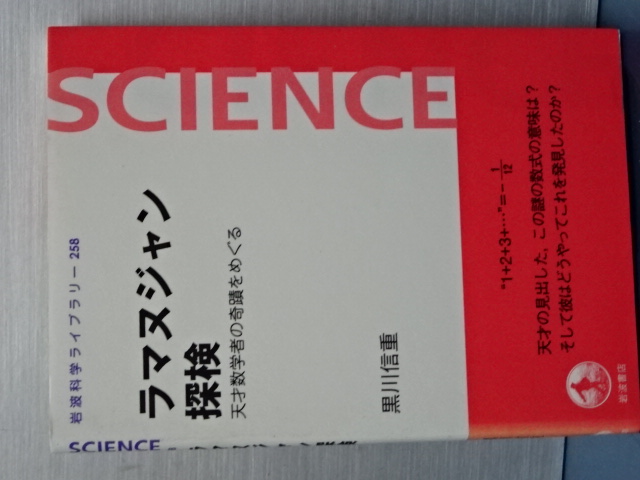 SCIENCE
岩波科学ライブラリー 258
ラマヌジャン
探検
天才数学者の奇蹟をめぐる
黒川信重
"1+2+3+…"=-1/12
天才の見出した,この謎の数式の意味は?
そして彼はどうやってこれを発見したのか?
岩波書店
SCIENCE